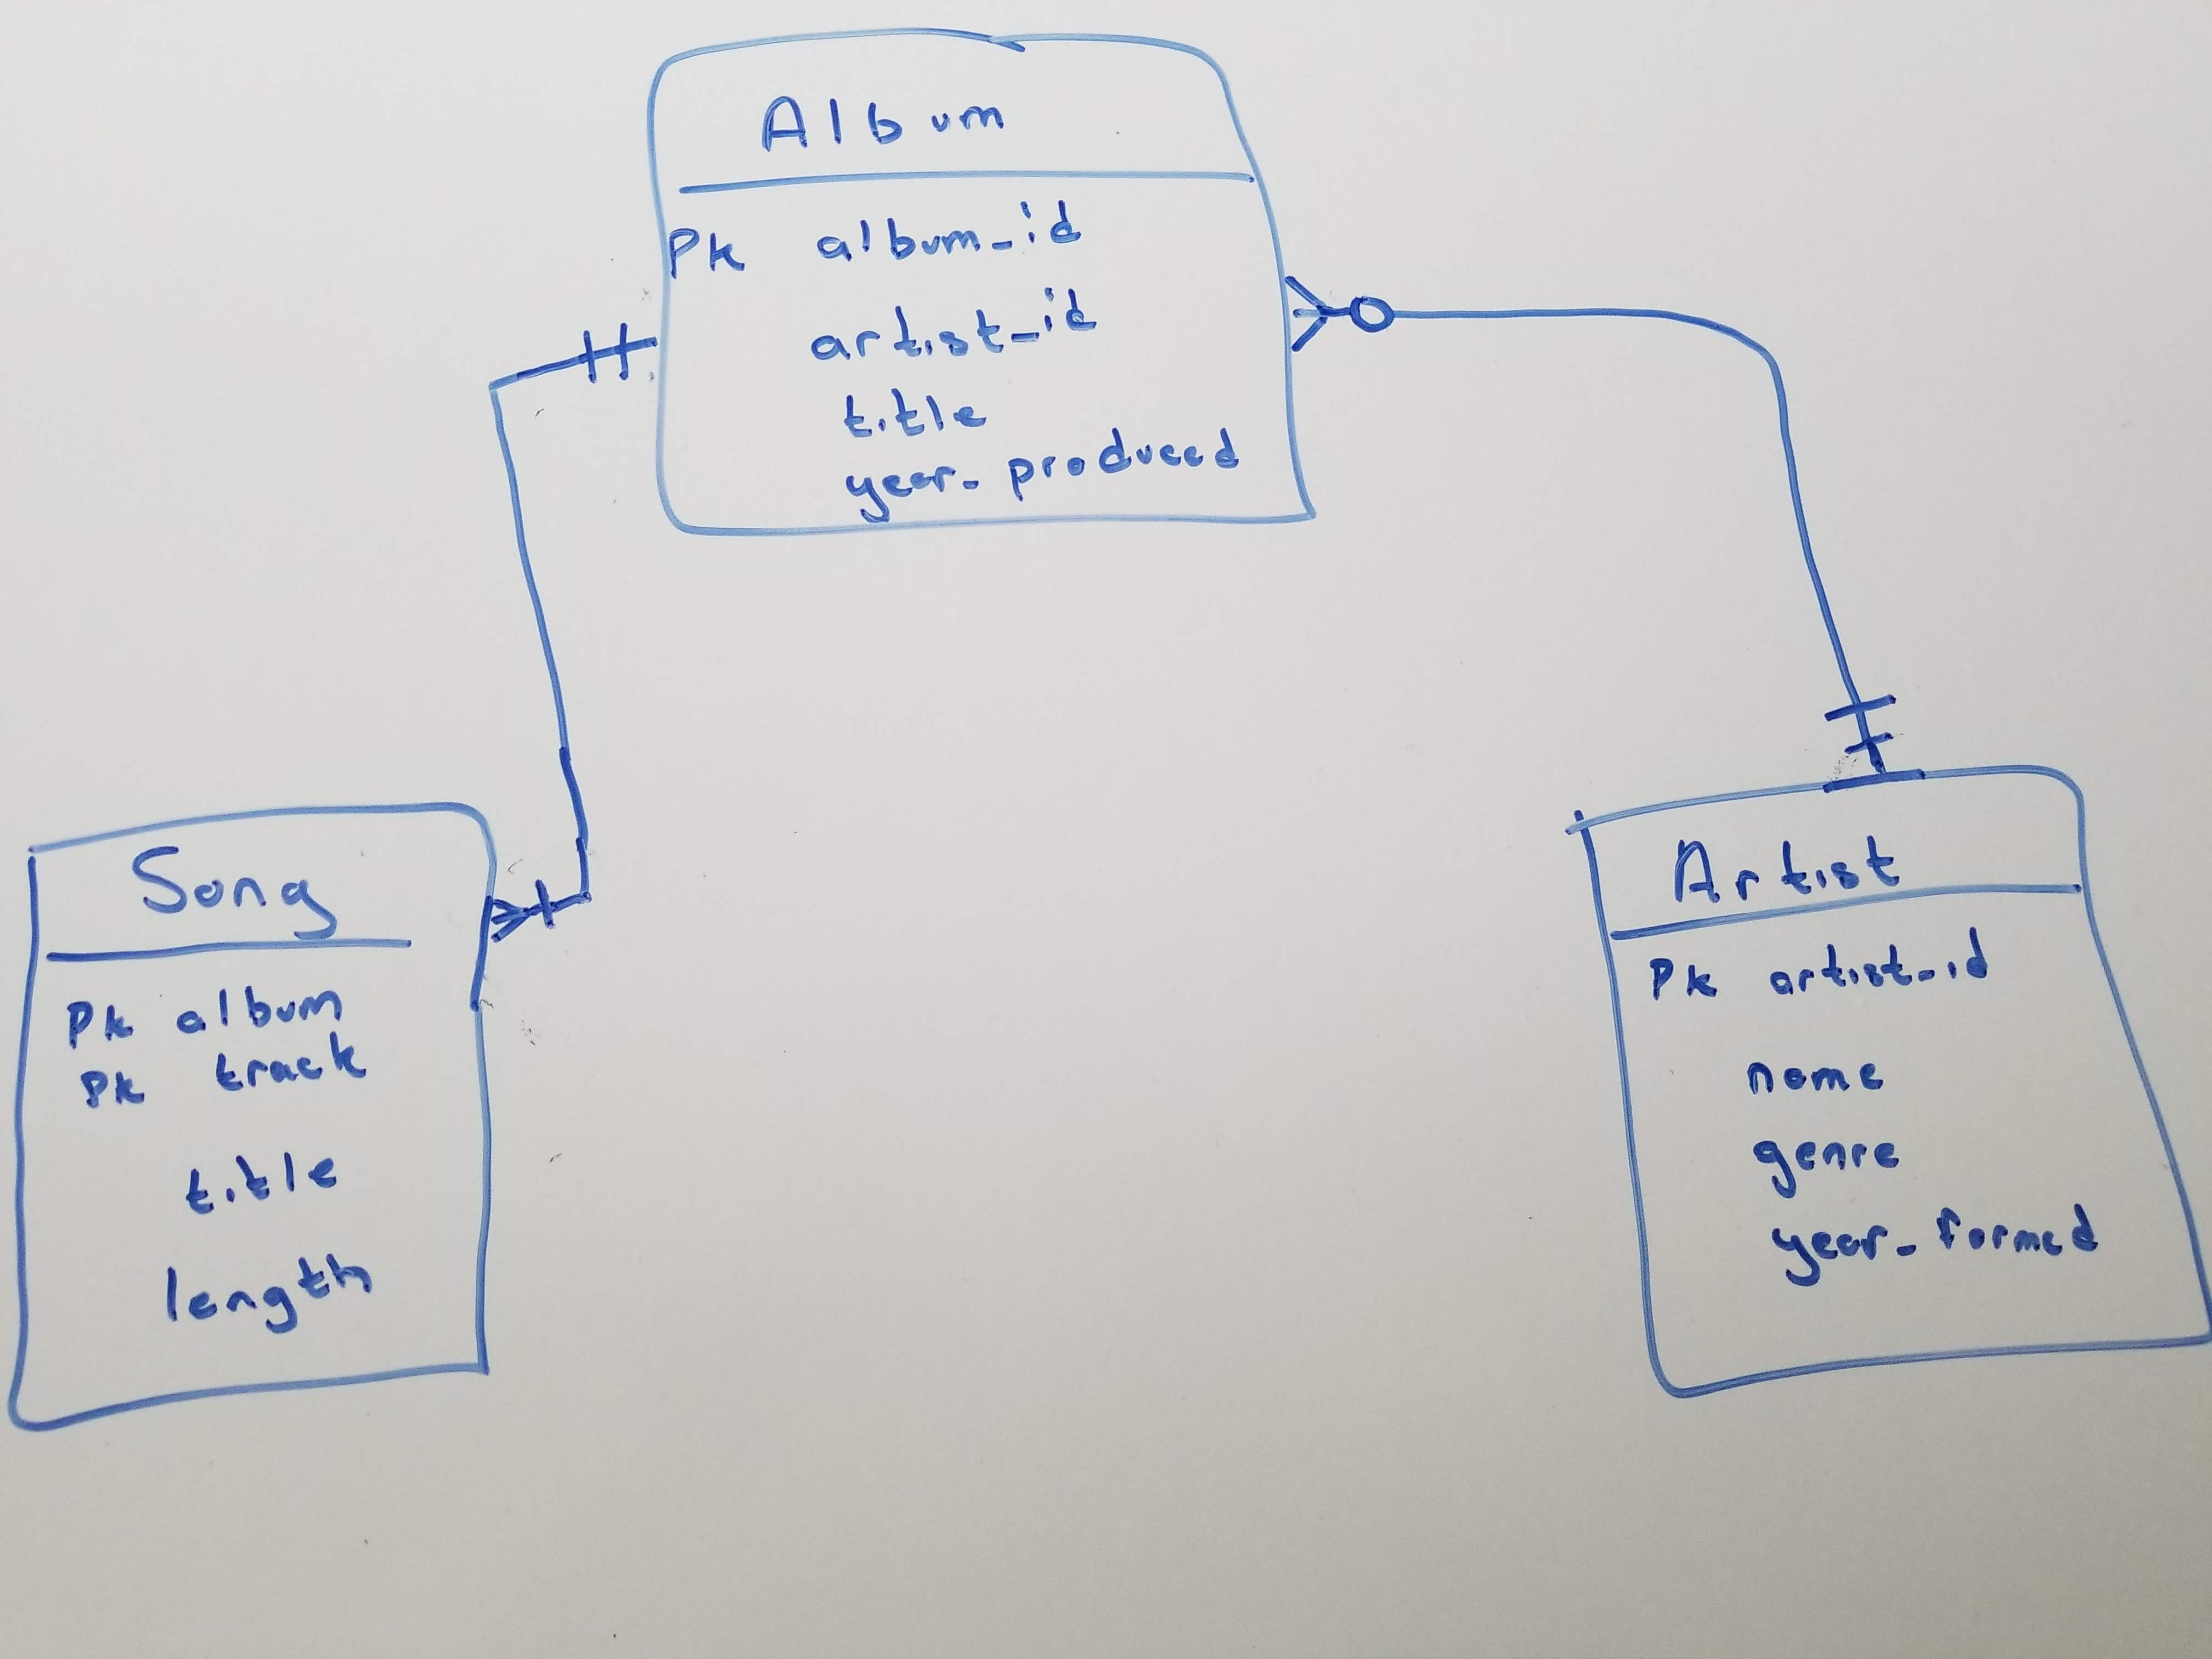 Album
Pk album_id
artist_id
title
year_produced
Song
Pk album
Pk track
title
length
Artist
Pk artist_id
name
genre
year_formed